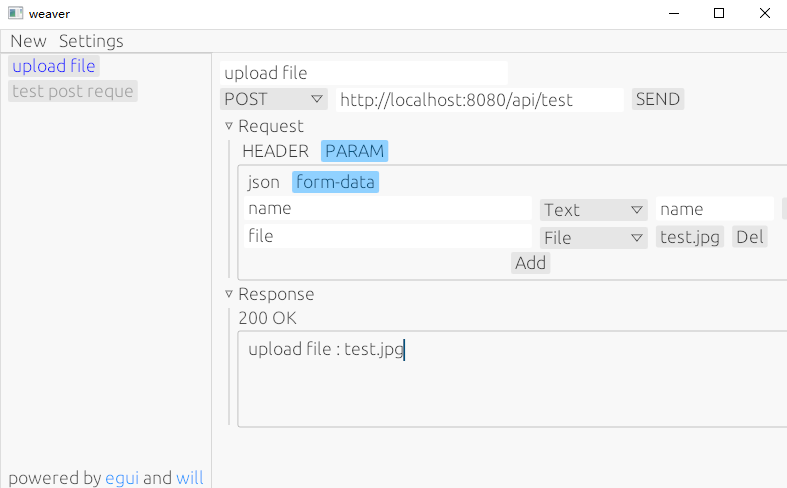 weaver
New Settings
upload file
test post reque
upload file
POST http://localhost:8080/api/test SEND
Request
HEADER PARAM
json form-data
name Text name
file File test.jpg Del
Add
Response
200 OK
upload file : test.jpg
powered by egui and will